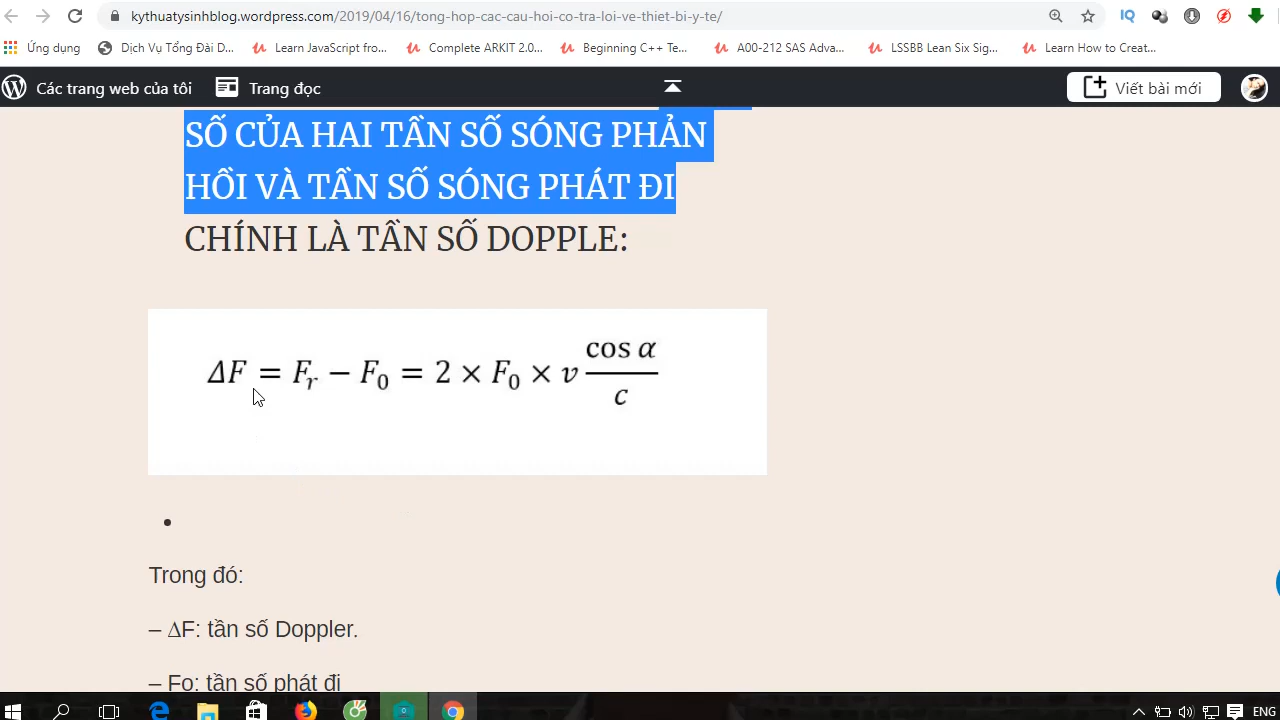 kythuatysinhblog.wordpress.com/2019/04/16/tong-hop-cac-cau-hoi-co-tra-loi-ve-thiet-bi-y-te/
IQ
Ứng dụng
Dịch Vụ Tổng Đài D...
Learn JavaScript fro...
Complete ARKIT 2.0...
Beginning C++ Te...
A00-212 SAS Adva...
LSSBB Lean Six Sig...
Learn How to Creat...
Các trang web của tôi
Trang đọc
Viết bài mới
SỐ CỦA HAI TẦN SỐ SÓNG PHẢN
HỒI VÀ TẦN SỐ SÓNG PHÁT ĐI
CHÍNH LÀ TẦN SỐ DOPPLE:
ΔF = Fr − F0 = 2 × F0 × v cos α / c
Trong đó:
– ∆F: tần số Doppler.
– Fo: tần số phát đi
ENG